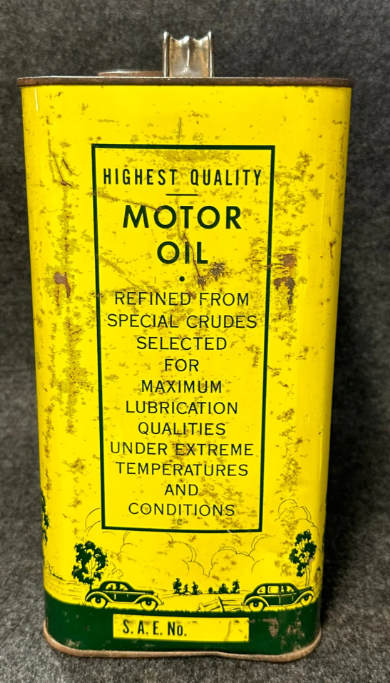 HIGHEST QUALITY
MOTOR
OIL
•
REFINED FROM
SPECIAL CRUDES
SELECTED
FOR
MAXIMUM
LUBRICATION
QUALITIES
UNDER EXTREME
TEMPERATURES
AND
CONDITIONS
S.A.E. No.